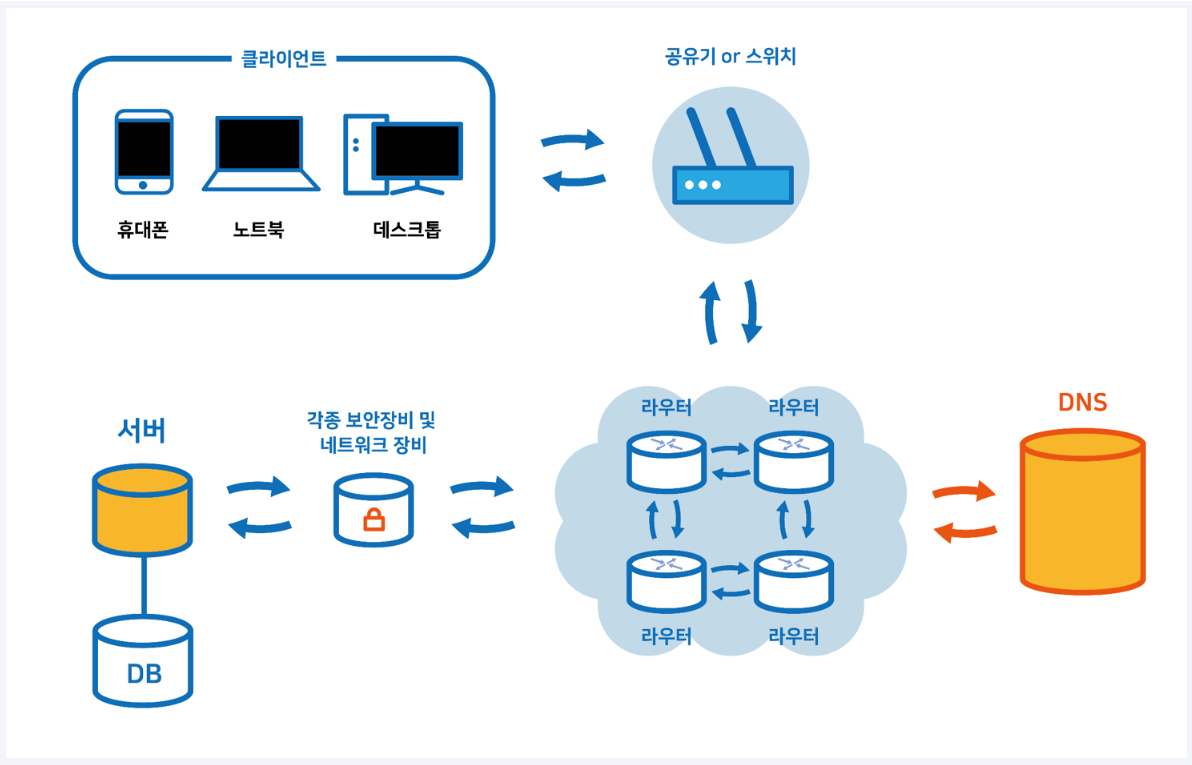 클라이언트
공유기 or 스위치
휴대폰
노트북
데스크톱
서버
각종 보안장비 및
네트워크 장비
라우터
라우터
DNS
DB
라우터
라우터